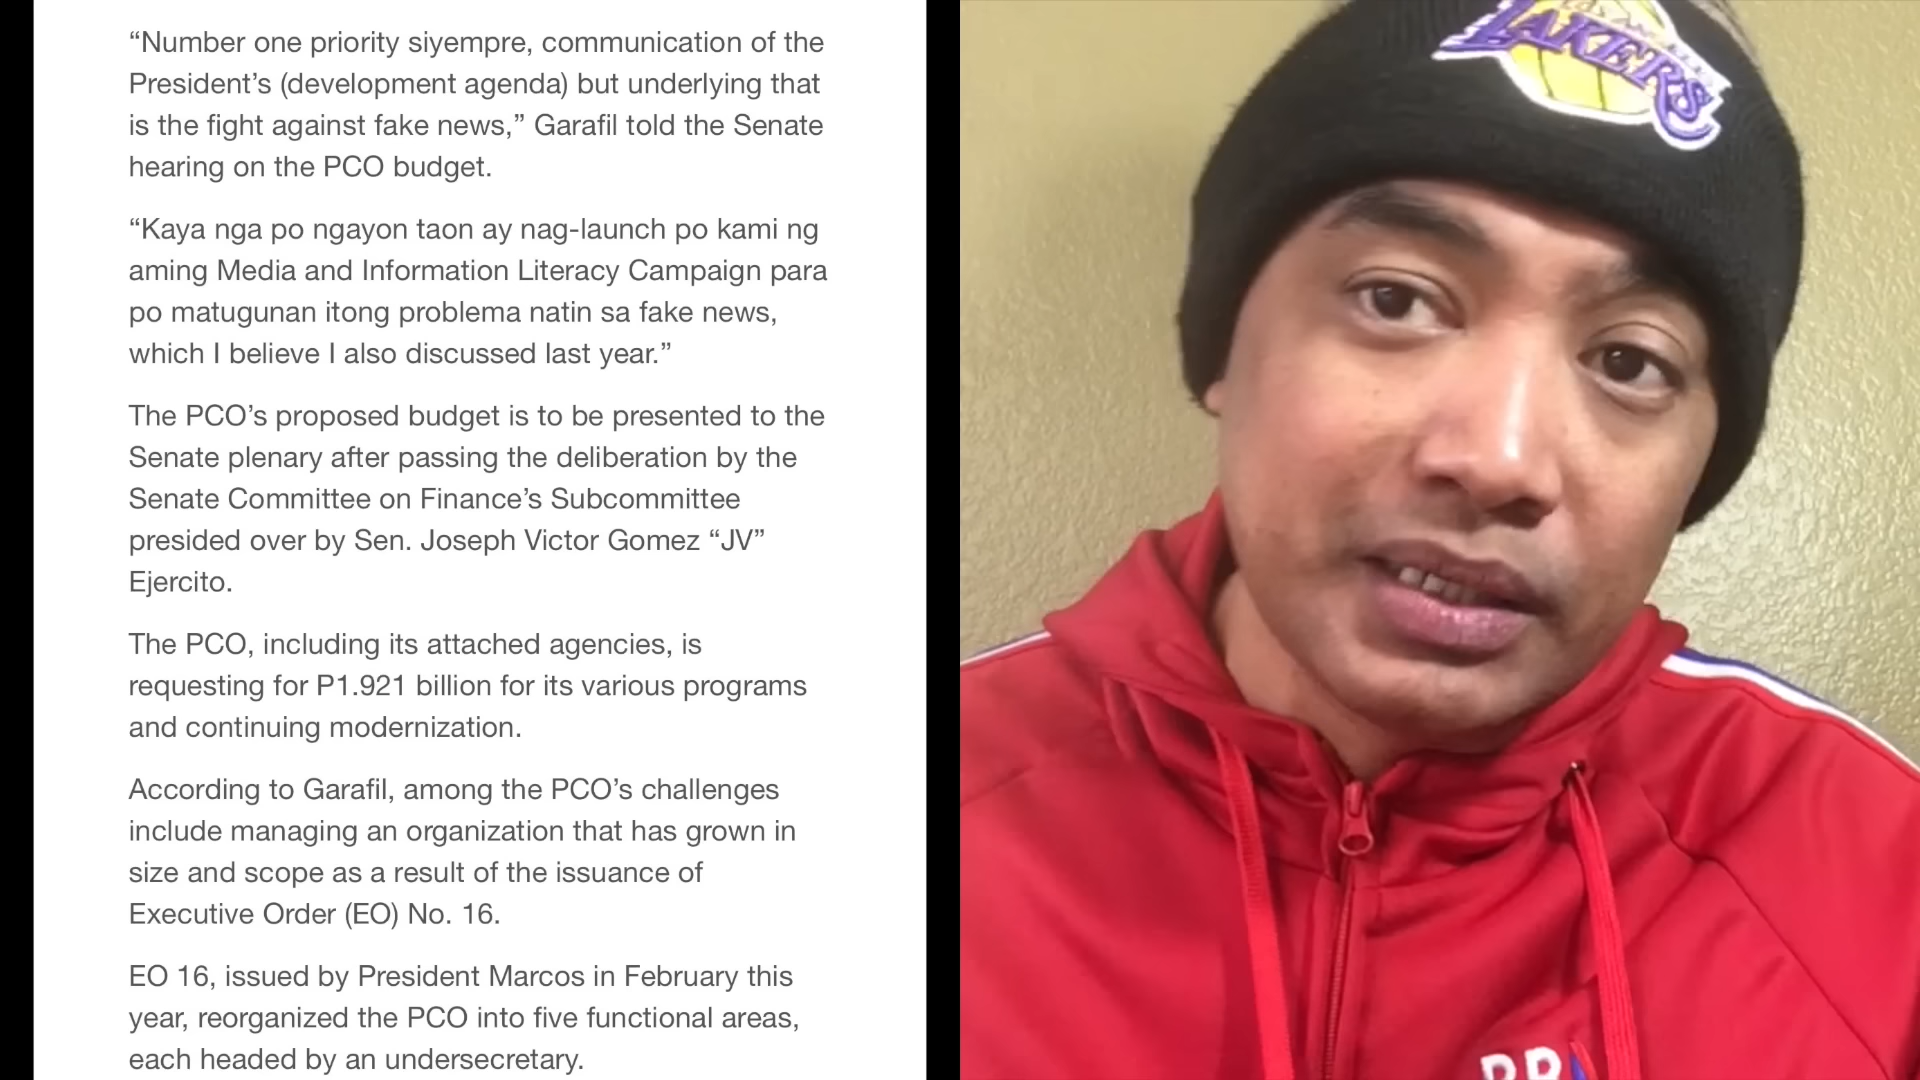 “Number one priority siyempre, communication of the
President’s (development agenda) but underlying that
is the fight against fake news,” Garafil told the Senate
hearing on the PCO budget.
“Kaya nga po ngayon taon ay nag-launch po kami ng
aming Media and Information Literacy Campaign para
po matugunan itong problema natin sa fake news,
which I believe I also discussed last year.”
The PCO’s proposed budget is to be presented to the
Senate plenary after passing the deliberation by the
Senate Committee on Finance’s Subcommittee
presided over by Sen. Joseph Victor Gomez “JV”
Ejercito.
The PCO, including its attached agencies, is
requesting for P1.921 billion for its various programs
and continuing modernization.
According to Garafil, among the PCO’s challenges
include managing an organization that has grown in
size and scope as a result of the issuance of
Executive Order (EO) No. 16.
EO 16, issued by President Marcos in February this
year, reorganized the PCO into five functional areas,
each headed by an undersecretary.
LAKERS